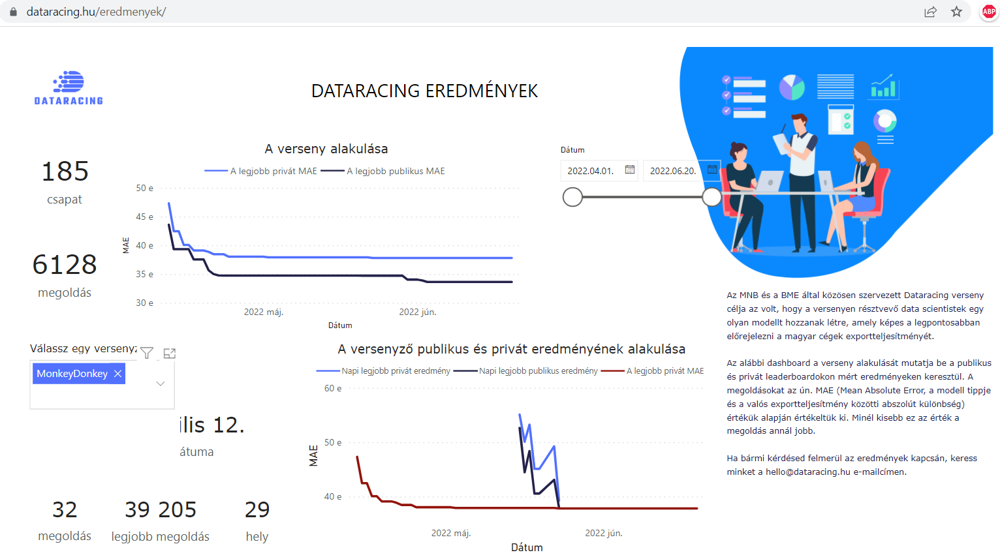 dataracing.hu/eredmenyek/
ABP
DATARACING
DATARACING EREDMÉNYEK
185
csapat
6128
megoldás
A verseny alakulása
A legjobb privát MAE
A legjobb publikus MAE
50 e
45 e
40 e
35 e
30 e
MAE
2022 máj.
2022 jún.
Dátum
Dátum
2022.04.01.
2022.06.20.
Az MNB és a BME által közösen szervezett Dataracing verseny
célja az volt, hogy a versenyen résztvevő data scientistek egy
olyan modellt hozzanak létre, amely képes a legpontosabban
előrejelezni a magyar cégek exportteljesítményét.
Az alábbi dashboard a verseny alakulását mutatja be a publikus
és privát leaderboardokon mért eredményeken keresztül. A
megoldásokat az ún. MAE (Mean Absolute Error, a modell tippje
és a valós exportteljesítmény közötti abszolút különbség)
értékük alapján értékeltük ki. Minél kisebb ez az érték a
megoldás annál jobb.
Ha bármi kérdésed felmerül az eredmények kapcsán, keress
minket a hello@dataracing.hu e-mailcímen.
Válassz egy versenyz
MonkeyDonkey
ilis 12.
átuma
32
megoldás
39 205
legjobb megoldás
29
hely
A versenyző publikus és privát eredményének alakulása
Napi legjobb privát eredmény
Napi legjobb publikus eredmény
A legjobb privát MAE
60 e
50 e
40 e
MAE
2022 máj.
2022 jún.
Dátum